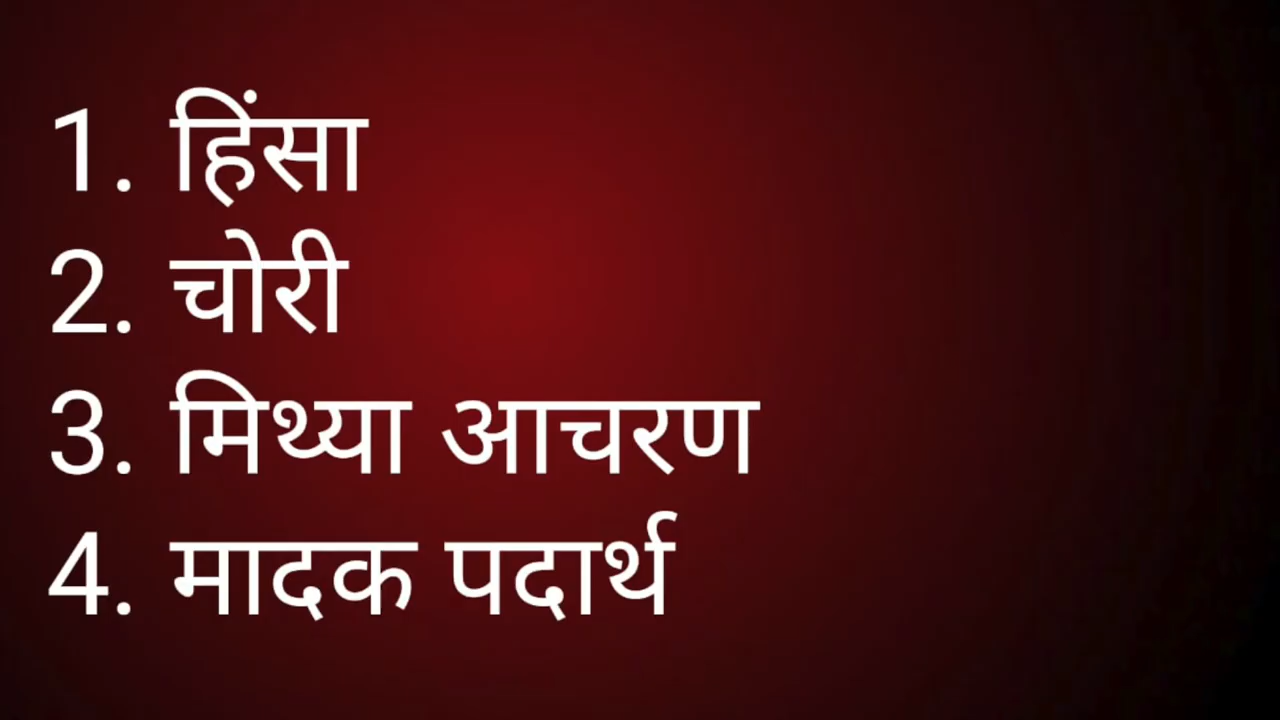 1. हिंसा
2. चोरी
3. मिथ्या आचरण
4. मादक पदार्थ